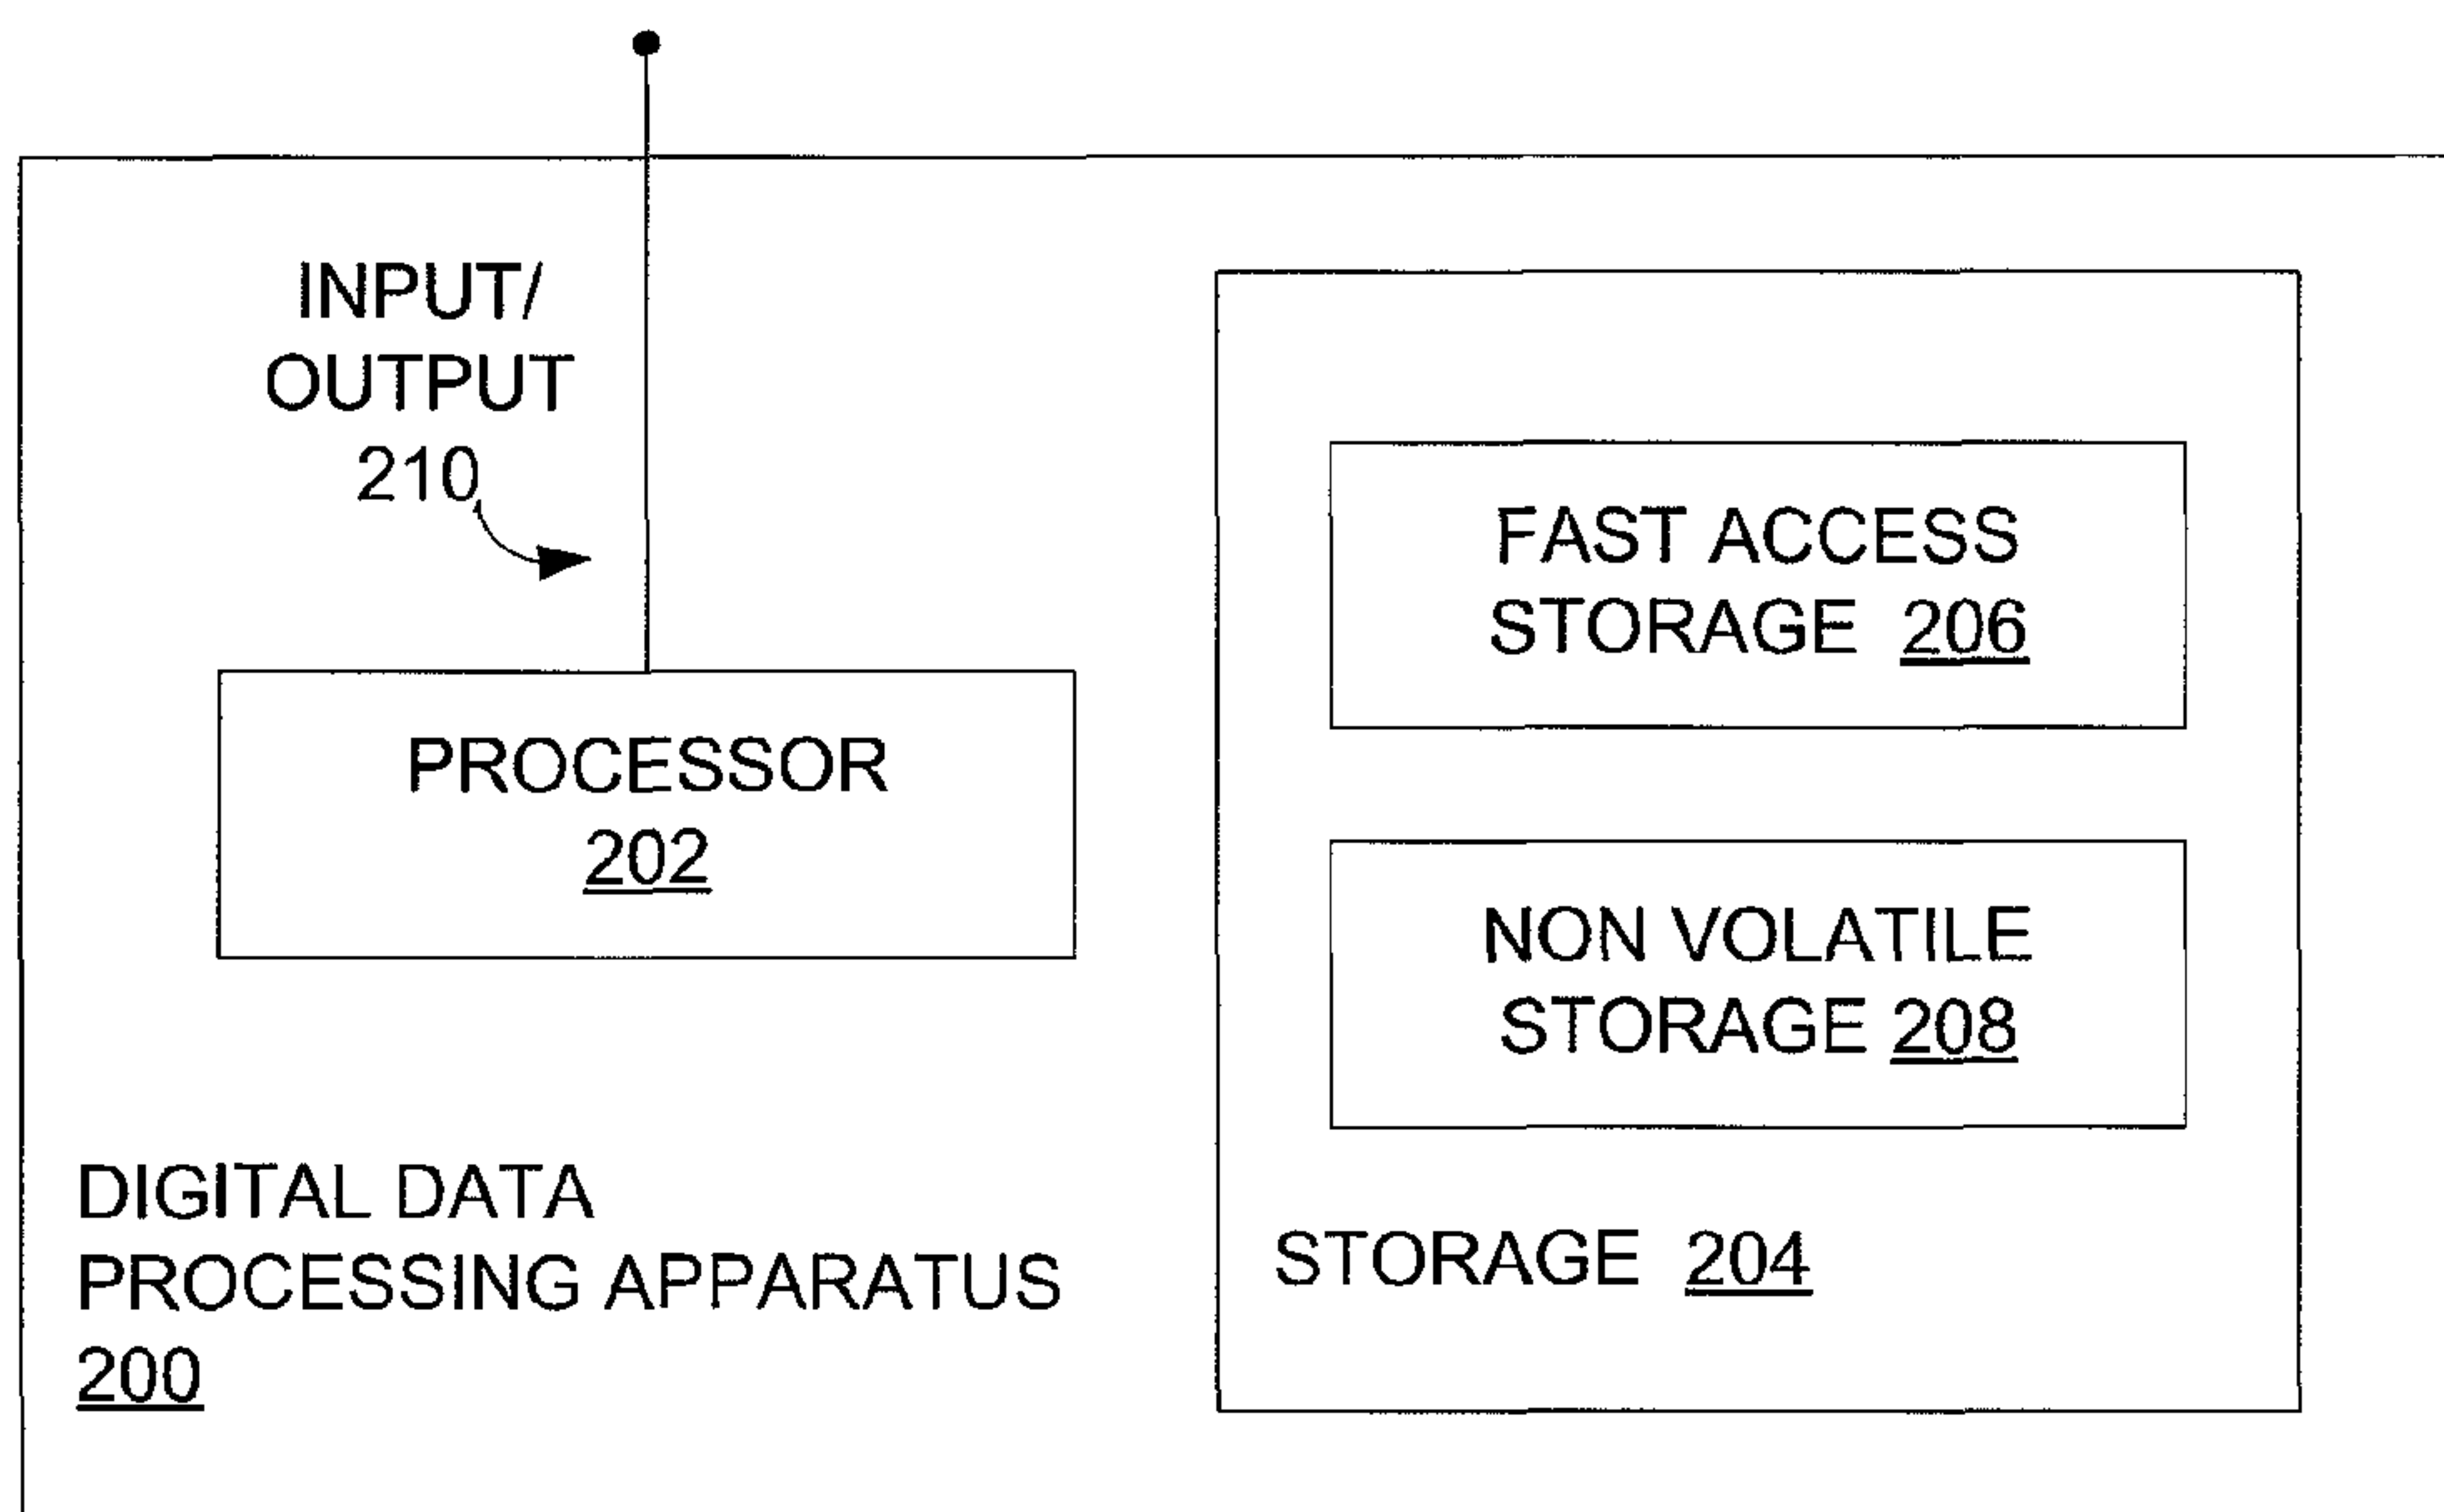 INPUT/
OUTPUT
210
PROCESSOR
202
DIGITAL DATA
PROCESSING APPARATUS
200
FAST ACCESS
STORAGE 206
NON VOLATILE
STORAGE 208
STORAGE 204